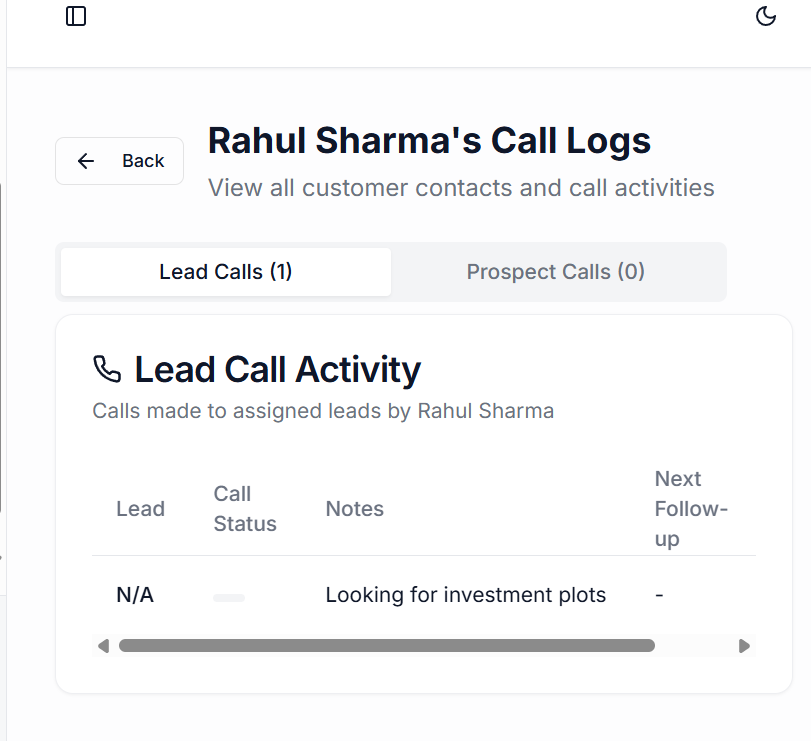 Back
Rahul Sharma's Call Logs
View all customer contacts and call activities
Lead Calls (1)
Prospect Calls (0)
Lead Call Activity
Calls made to assigned leads by Rahul Sharma
Lead
Call
Status
Notes
Next
Follow-
up
N/A
Looking for investment plots
-